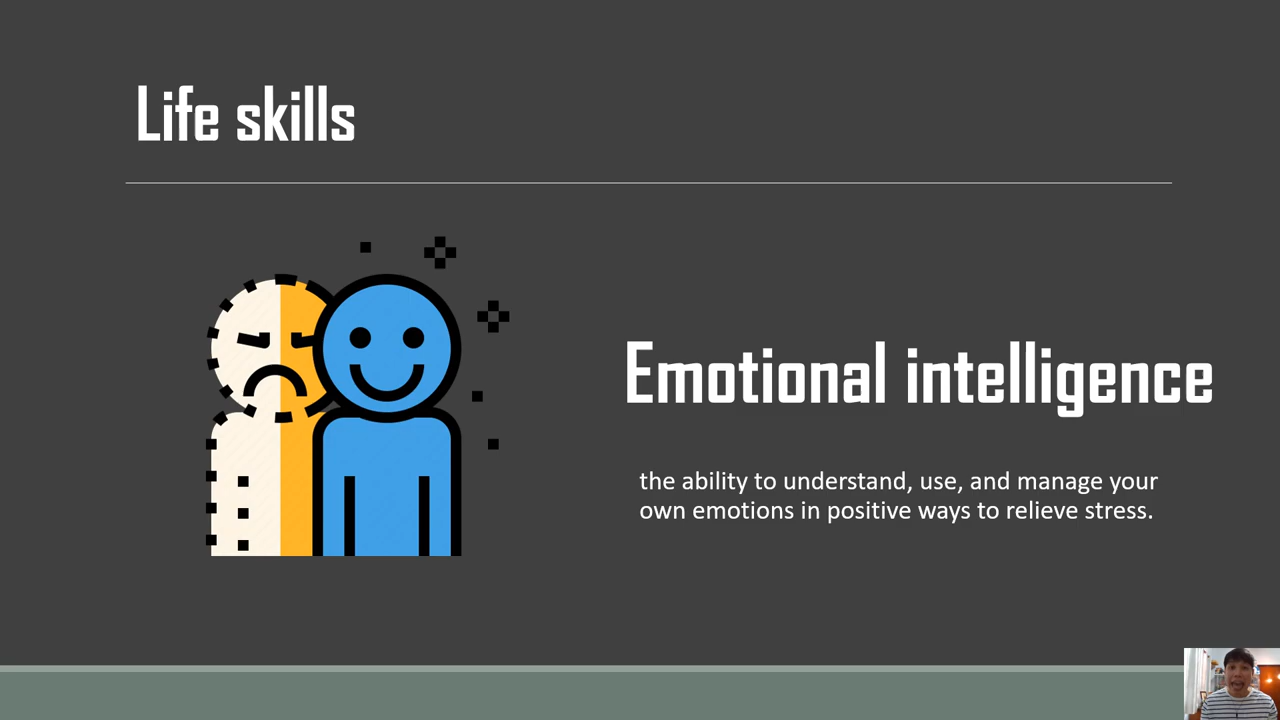 Life skills
Emotional intelligence
the ability to understand, use, and manage your
own emotions in positive ways to relieve stress.